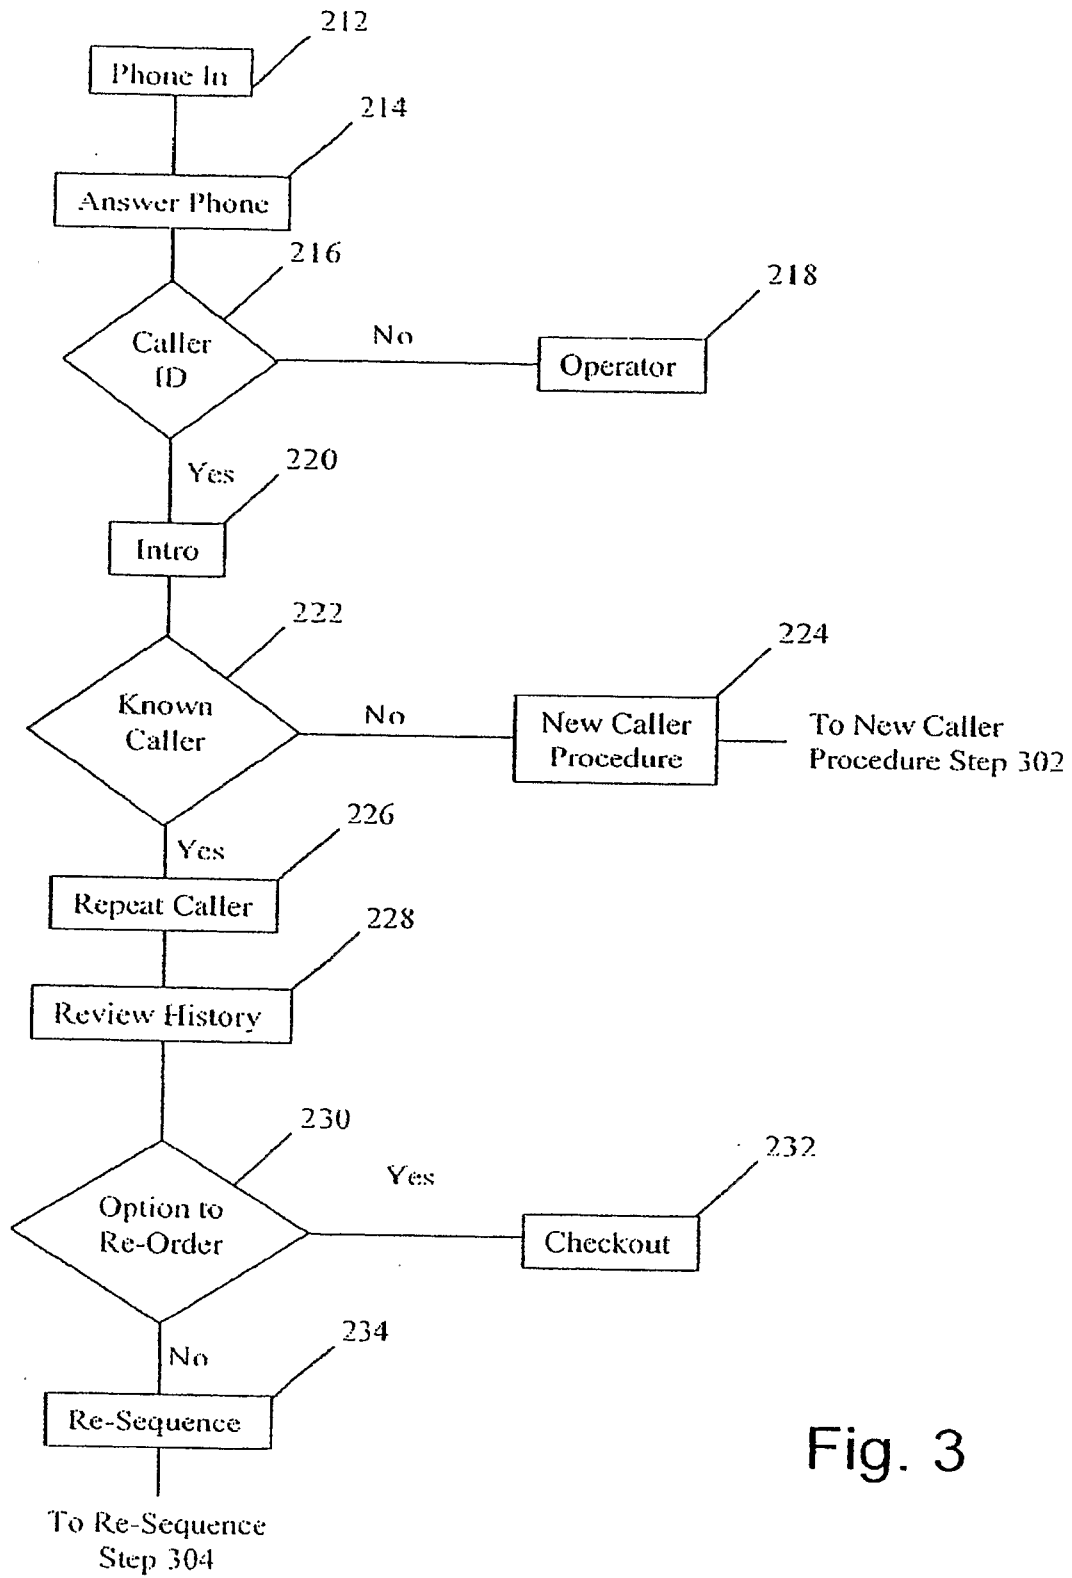 212
Phone In
214
Answer Phone
216
218
Caller
ID
No
Operator
Yes
220
Intro
222
224
Known
Caller
No
New Caller
Procedure
To New Caller
Procedure Step 302
226
Yes
Repeat Caller
228
Review History
230
232
Yes
Option to
Re-Order
Checkout
234
No
Re-Sequence
Fig. 3
To Re-Sequence
Step 304